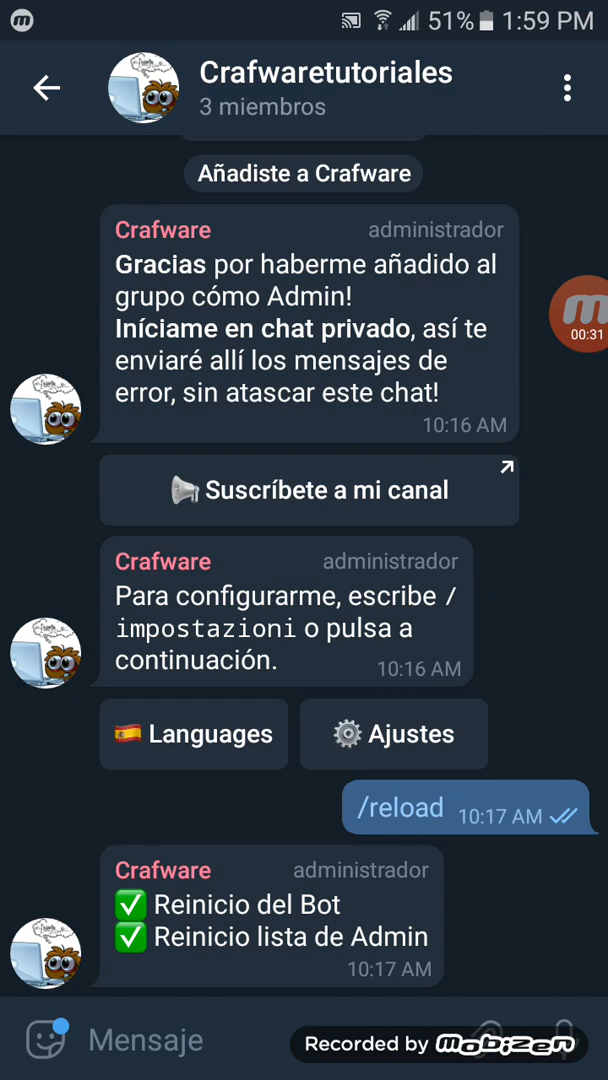 51% 1:59 PM
Crafwaretutoriales
3 miembros
Añadiste a Crafware
Crafware administrador
Gracias por haberme añadido al
grupo cómo Admin!
Iníciame en chat privado, así te
enviaré allí los mensajes de
error, sin atascar este chat!
10:16 AM
00:31
Suscríbete a mi canal
Crafware administrador
Para configurarme, escribe /
impostazioni o pulsa a
continuación.
10:16 AM
Languages
Ajustes
/reload 10:17 AM
Crafware administrador
Reinicio del Bot
Reinicio lista de Admin
10:17 AM
Mensaje
Recorded by mobizen